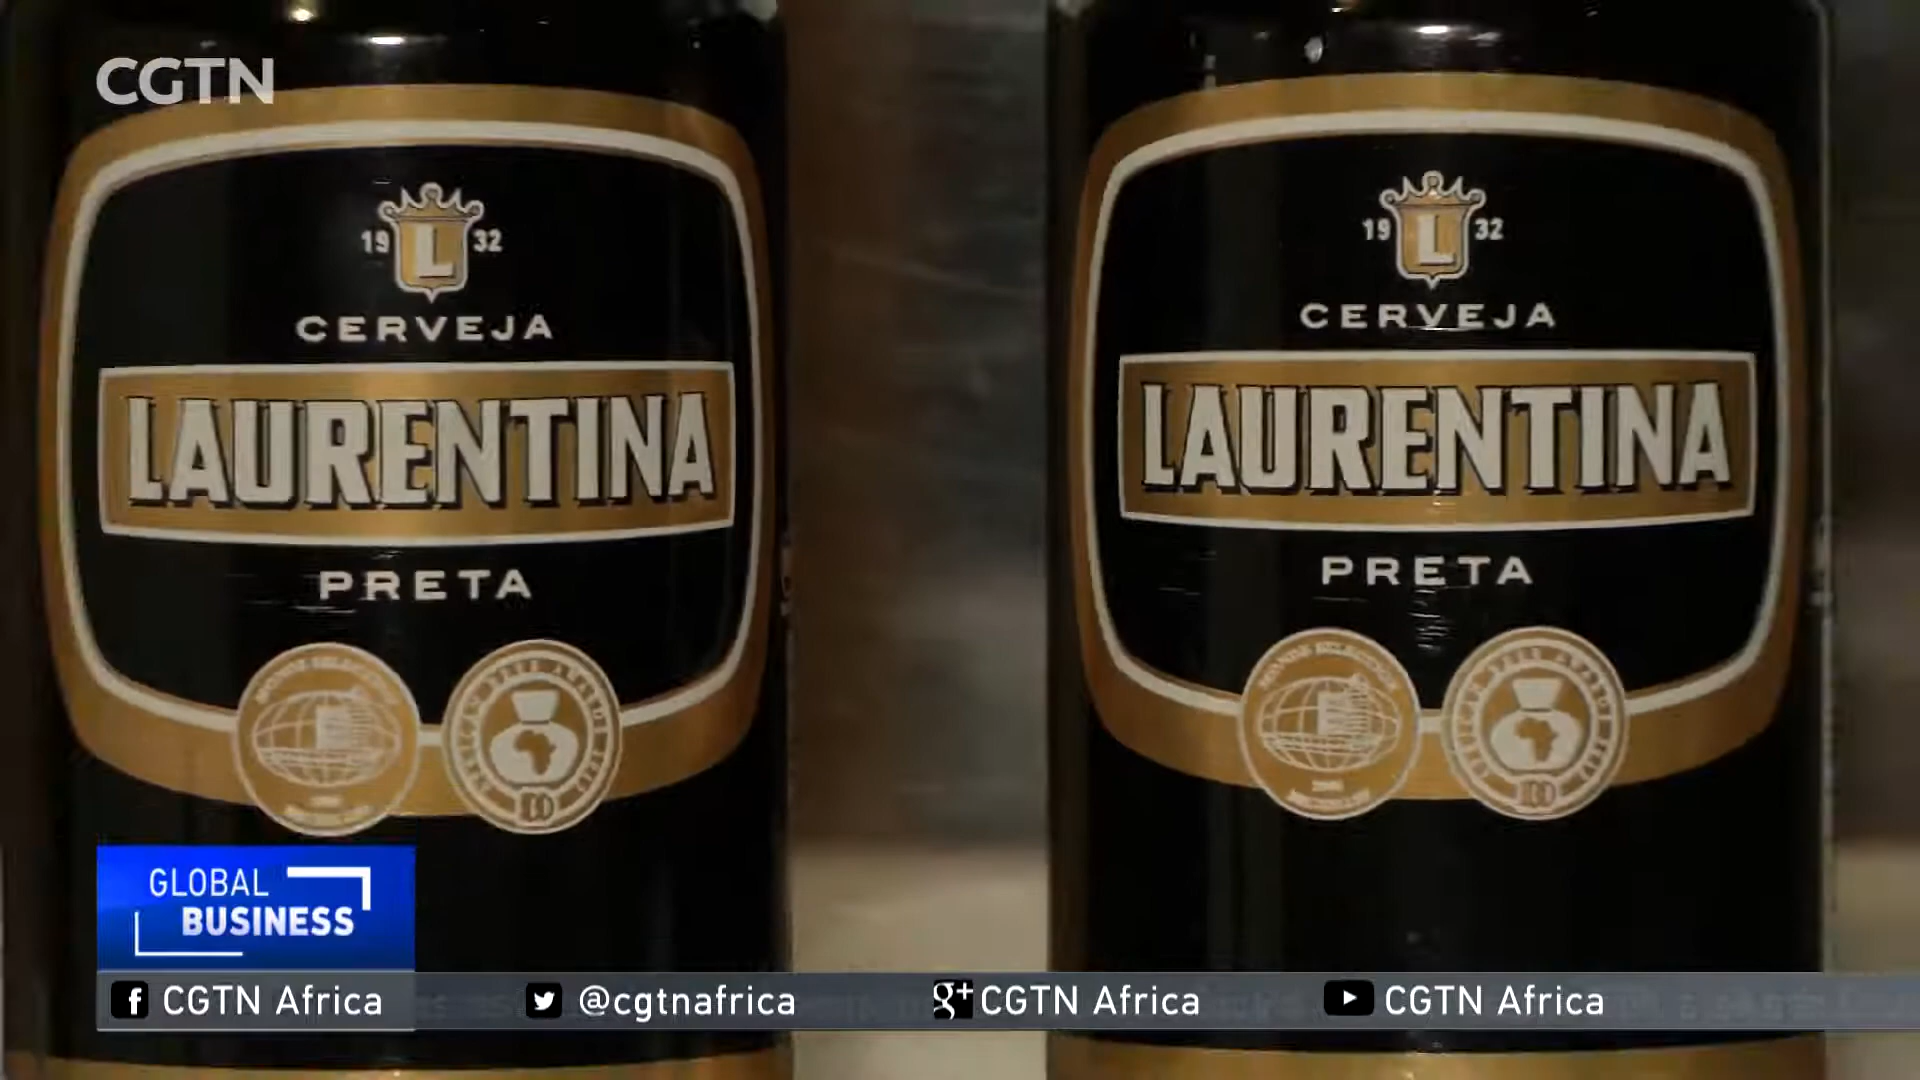 CGTN
19 L 32
CERVEJA
LAURENTINA
PRETA
19 L 32
CERVEJA
LAURENTINA
PRETA
GLOBAL
BUSINESS
CGTN Africa
@cgtnafrica
g+ CGTN Africa
CGTN Africa